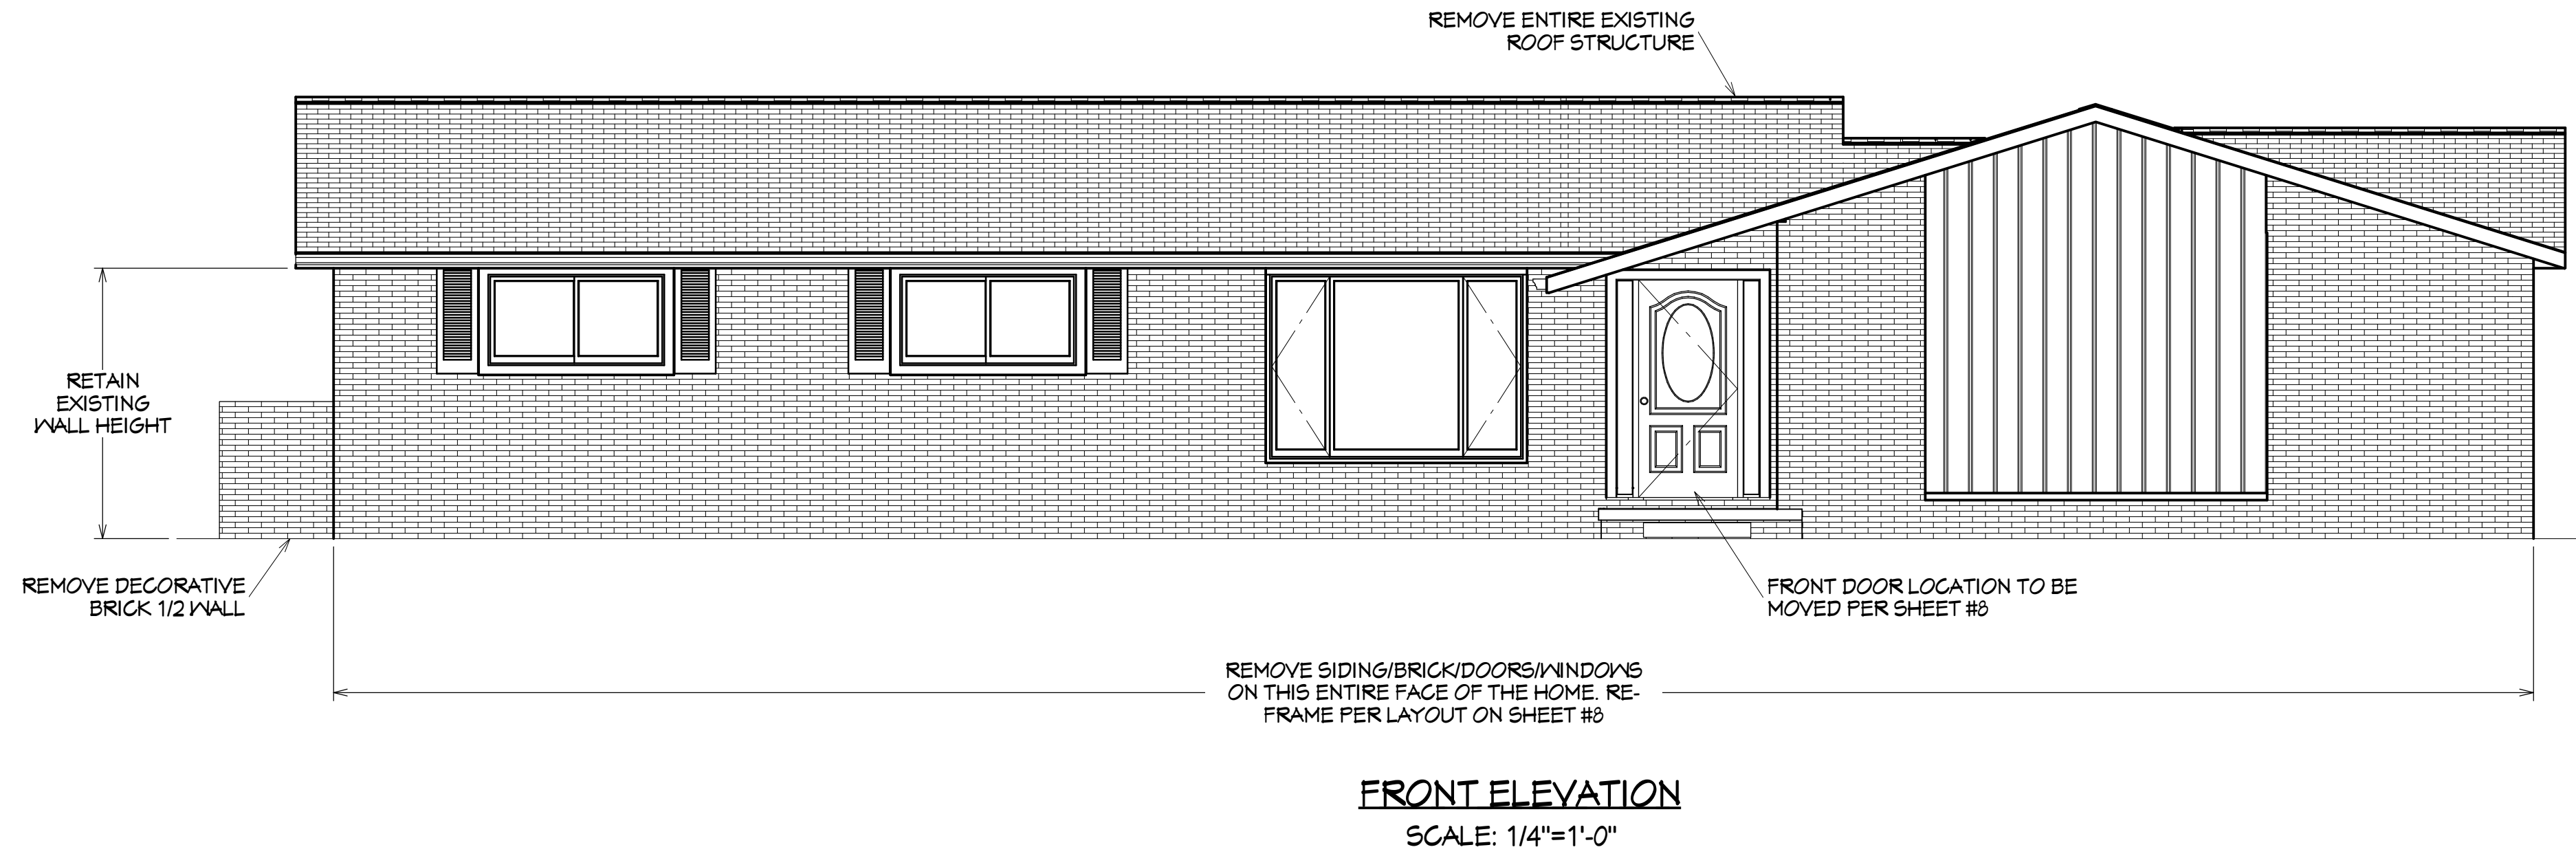 REMOVE ENTIRE EXISTING
ROOF STRUCTURE
RETAIN
EXISTING
WALL HEIGHT
REMOVE DECORATIVE
BRICK 1/2 WALL
FRONT DOOR LOCATION TO BE
MOVED PER SHEET #8
REMOVE SIDING/BRICK/DOORS/WINDOWS
ON THIS ENTIRE FACE OF THE HOME. RE-
FRAME PER LAYOUT ON SHEET #8
FRONT ELEVATION
SCALE: 1/4"=1'-0"